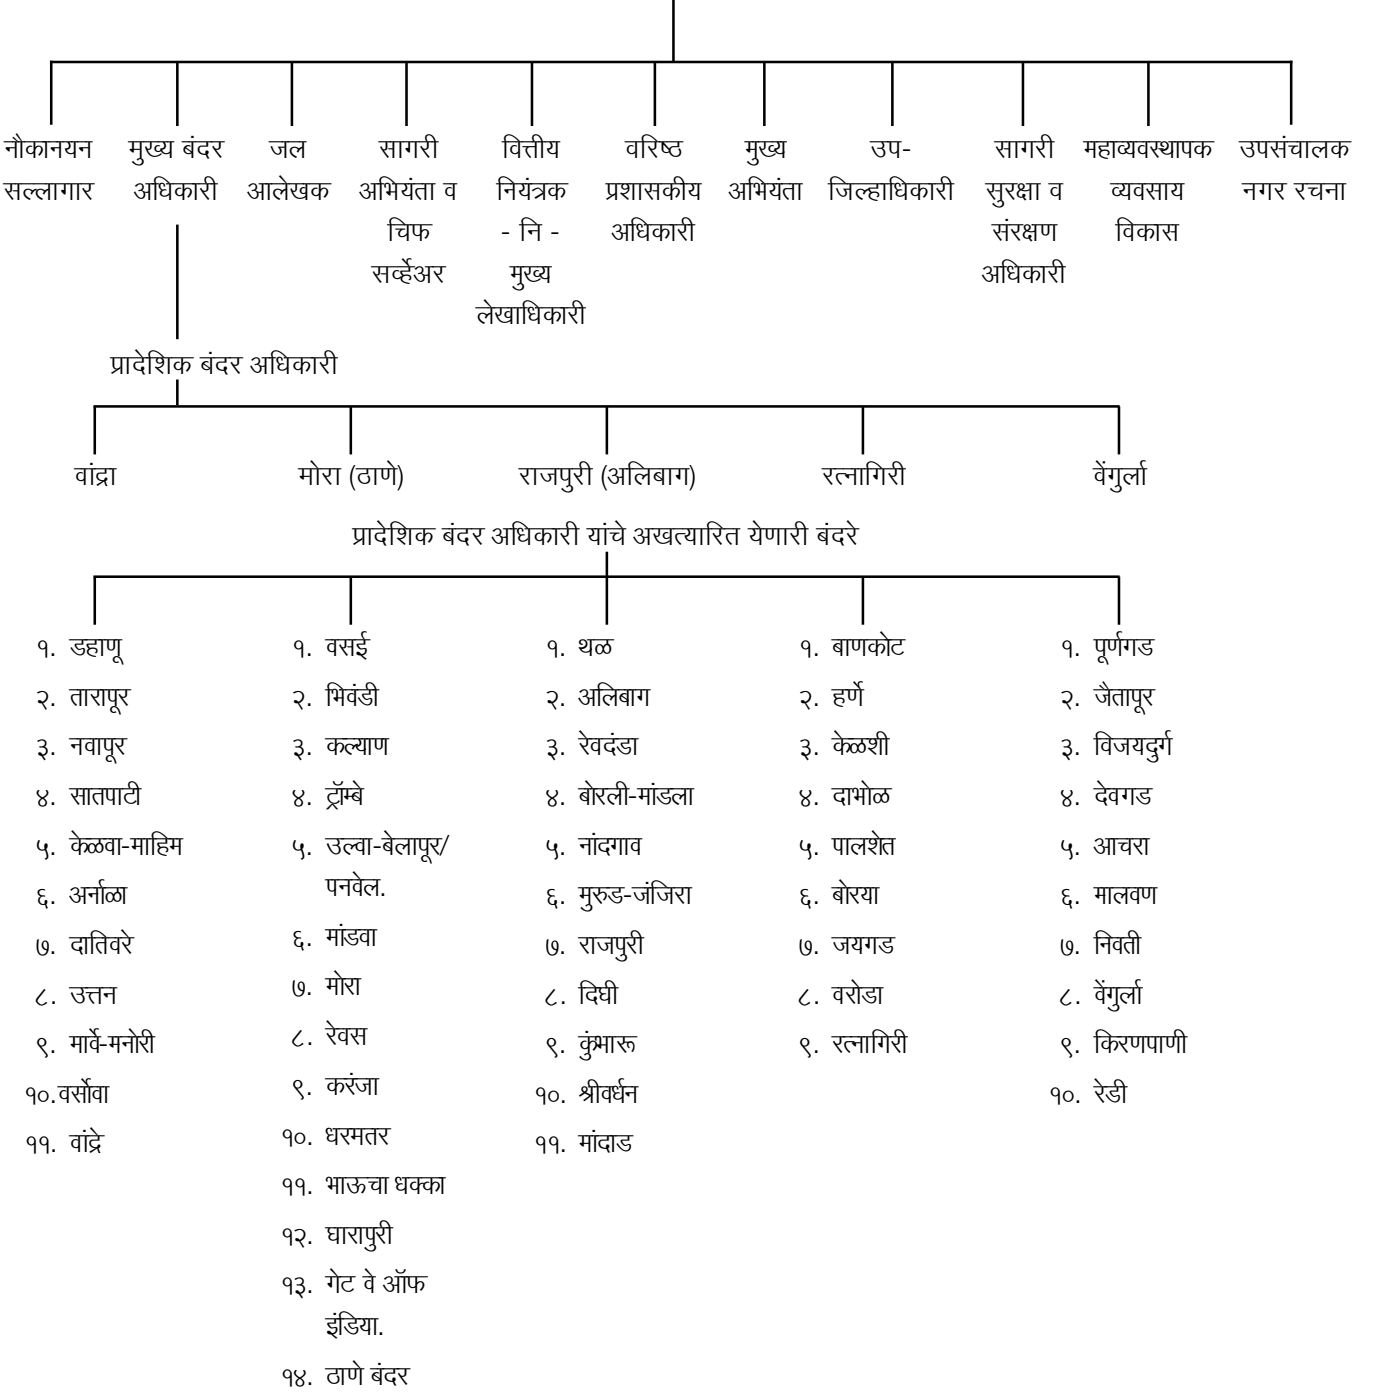 नौकानयन
सल्लागार
मुख्य बंदर
अधिकारी
जल
आलेखक
सागरी
अभियंता व
चिफ
सर्व्हेअर
वित्तीय
नियंत्रक
- नि -
मुख्य
लेखाधिकारी
वरिष्ठ
प्रशासकीय
अधिकारी
मुख्य
अभियंता
उप-
जिल्हाधिकारी
सागरी
सुरक्षा व
संरक्षण
अधिकारी
महाव्यवस्थापक
व्यवसाय
विकास
उपसंचालक
नगर रचना
प्रादेशिक बंदर अधिकारी
वांद्रा
मोरा (ठाणे)
राजपुरी (अलिबाग)
रत्नागिरी
वेंगुर्ला
प्रादेशिक बंदर अधिकारी यांचे अखत्यारित येणारी बंदरे
१. डहाणू
२. तारापूर
३. नवापूर
४. सातपाटी
५. केळवा-माहिम
६. अर्नाळा
७. दातिवरे
८. उत्तन
९. मार्वे-मनोरी
१०. वर्सोवा
११. वांद्रे
१. वसई
२. भिवंडी
३. कल्याण
४. ट्रॉम्बे
५. उल्वा-बेलापूर/
पनवेल.
६. मांडवा
७. मोरा
८. रेवस
९. करंजा
१०. धरमतर
११. भाऊचा धक्का
१२. घारापुरी
१३. गेट वे ऑफ
इंडिया.
१४. ठाणे बंदर
१. थळ
२. अलिबाग
३. रेवदंडा
४. बोरली-मांडला
५. नांदगाव
६. मुरुड-जंजिरा
७. राजपुरी
८. दिघी
९. कुंभारू
१०. श्रीवर्धन
११. मांदाड
१. बाणकोट
२. हर्णे
३. केळशी
४. दाभोळ
५. पालशेत
६. बोरया
७. जयगड
८. वरोडा
९. रत्नागिरी
१. पूर्णगड
२. जैतापूर
३. विजयदुर्ग
४. देवगड
५. आचरा
६. मालवण
७. निवती
८. वेंगुर्ला
९. किरणपाणी
१०. रेडी